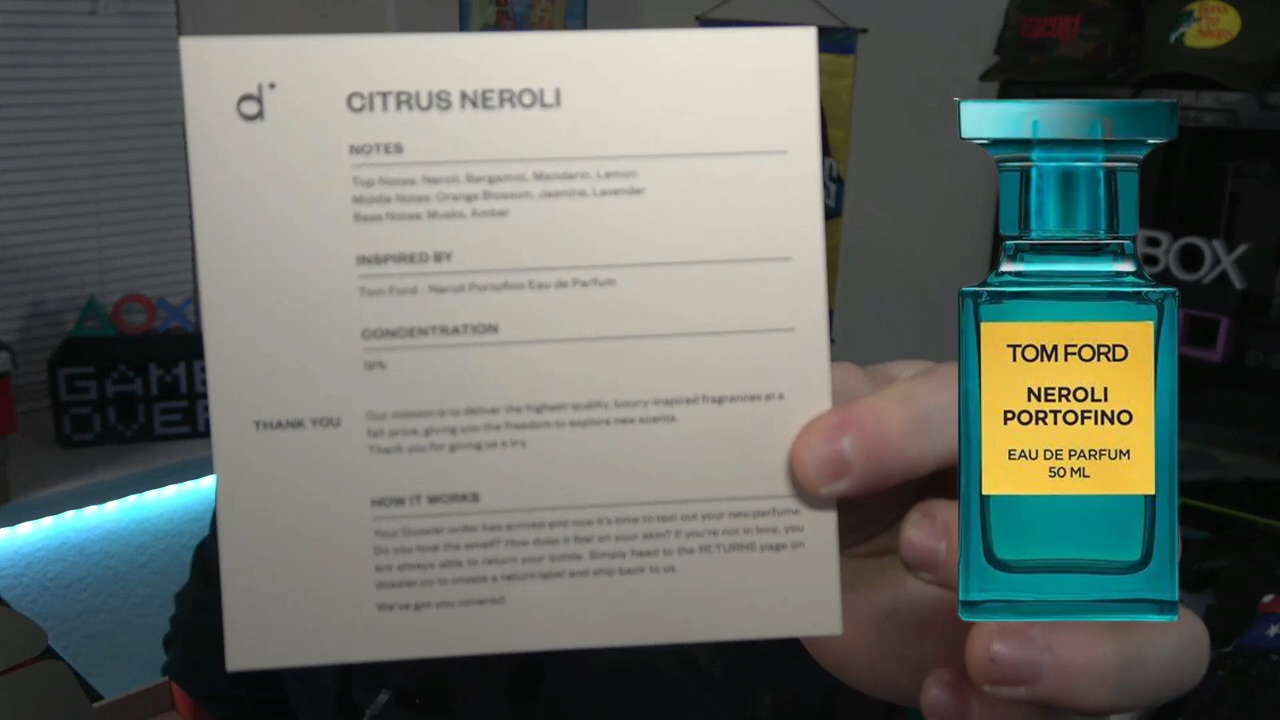 d°
CITRUS NEROLI
NOTES
Top Notes: Neroli, Bergamot, Mandarin, Lemon
Middle Notes: Orange Blossom, Jasmine, Lavender
Base Notes: Musks, Amber
INSPIRED BY
Tom Ford - Neroli Portofino Eau de Parfum
CONCENTRATION
18%
THANK YOU
Our mission is to deliver the highest-quality, luxury-inspired fragrances at a
fair price, giving you the freedom to explore new scents.
Thank you for giving us a try.
HOW IT WORKS
Your Dossier order has arrived and now it's time to test out your new perfume.
Do you love the smell? How does it feel on your skin? If you're not in love, you
are always able to return your bottle. Simply head to the RETURNS page on
dossier.co to create a return label and ship back to us.
We've got you covered.
TOM FORD
NEROLI
PORTOFINO
EAU DE PARFUM
50 ML
GAME
OVER
BOX
Bass Pro
Shops